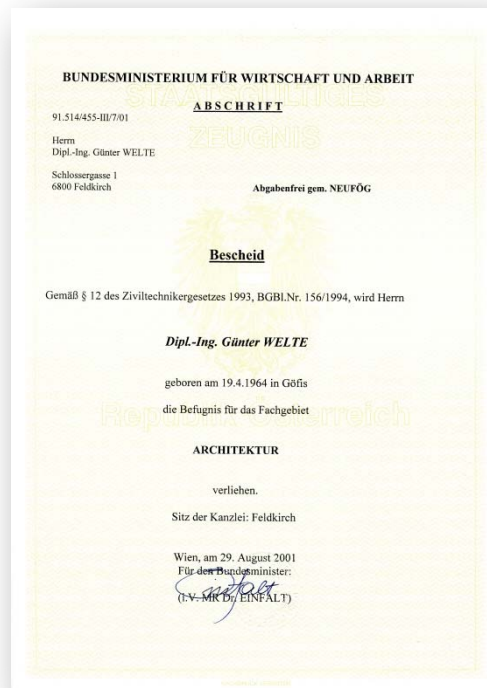 BUNDESMINISTERIUM FÜR WIRTSCHAFT UND ARBEIT
STAATSGÜLTIGES
ABSCHRIFT
91.514/455-III/7/01
ZEUGNIS
Herrn
Dipl.-Ing. Günter WELTE
Schlossergasse 1
6800 Feldkirch
Abgabenfrei gem. NEUFÖG
Bescheid
Gemäß § 12 des Ziviltechnikergesetzes 1993, BGBl.Nr. 156/1994, wird Herrn
Dipl.-Ing. Günter WELTE
geboren am 19.4.1964 in Göfis
die Befugnis für das Fachgebiet
Republik Österreich
ARCHITEKTUR
verliehen.
Sitz der Kanzlei: Feldkirch
Wien, am 29. August 2001
Für den Bundesminister:
(i.V. MR Dr. EINFALT)